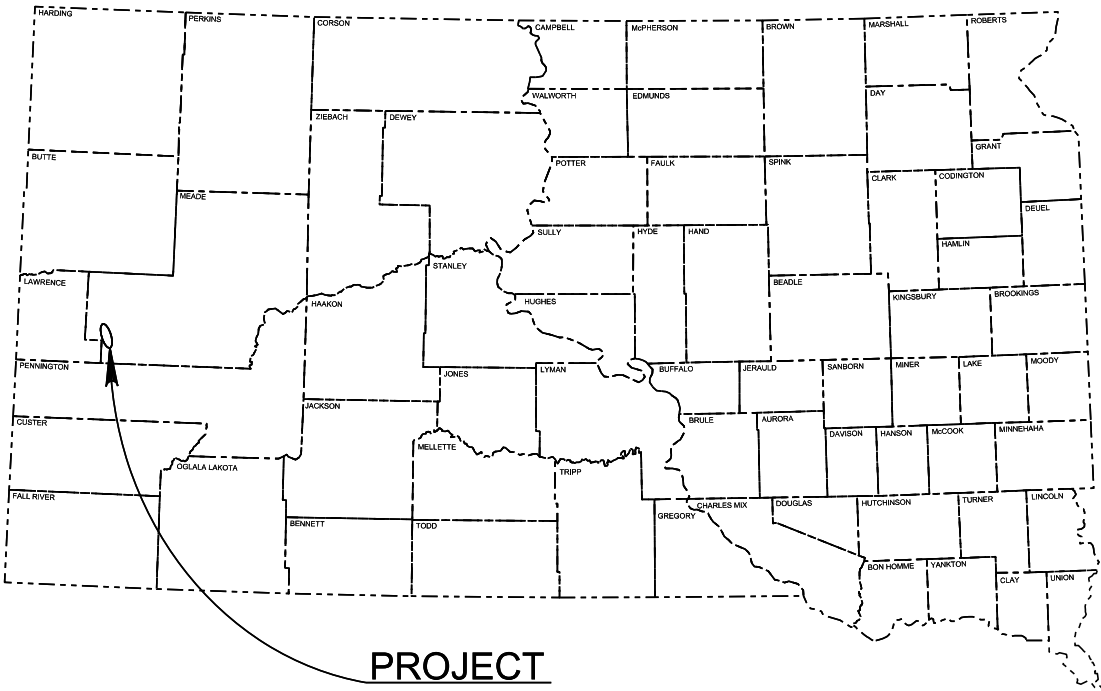 HARDING
PERKINS
CORSON
CAMPBELL
McPHERSON
BROWN
MARSHALL
ROBERTS
WALWORTH
EDMUNDS
DAY
ZIEBACH
DEWEY
GRANT
BUTTE
POTTER
FAULK
SPINK
CLARK
CODINGTON
MEADE
DEUEL
SULLY
HYDE
HAND
HAMLIN
STANLEY
LAWRENCE
BEADLE
HAAKON
HUGHES
KINGSBURY
BROOKINGS
PENNINGTON
JONES
LYMAN
BUFFALO
JERAULD
SANBORN
MINER
LAKE
MOODY
JACKSON
CUSTER
BRULE
AURORA
DAVISON
HANSON
McCOOK
MINNEHAHA
MELLETTE
OGLALA LAKOTA
TRIPP
FALL RIVER
GREGORY
CHARLES MIX
DOUGLAS
HUTCHINSON
TURNER
LINCOLN
BENNETT
TODD
BON HOMME
YANKTON
CLAY
UNION
PROJECT